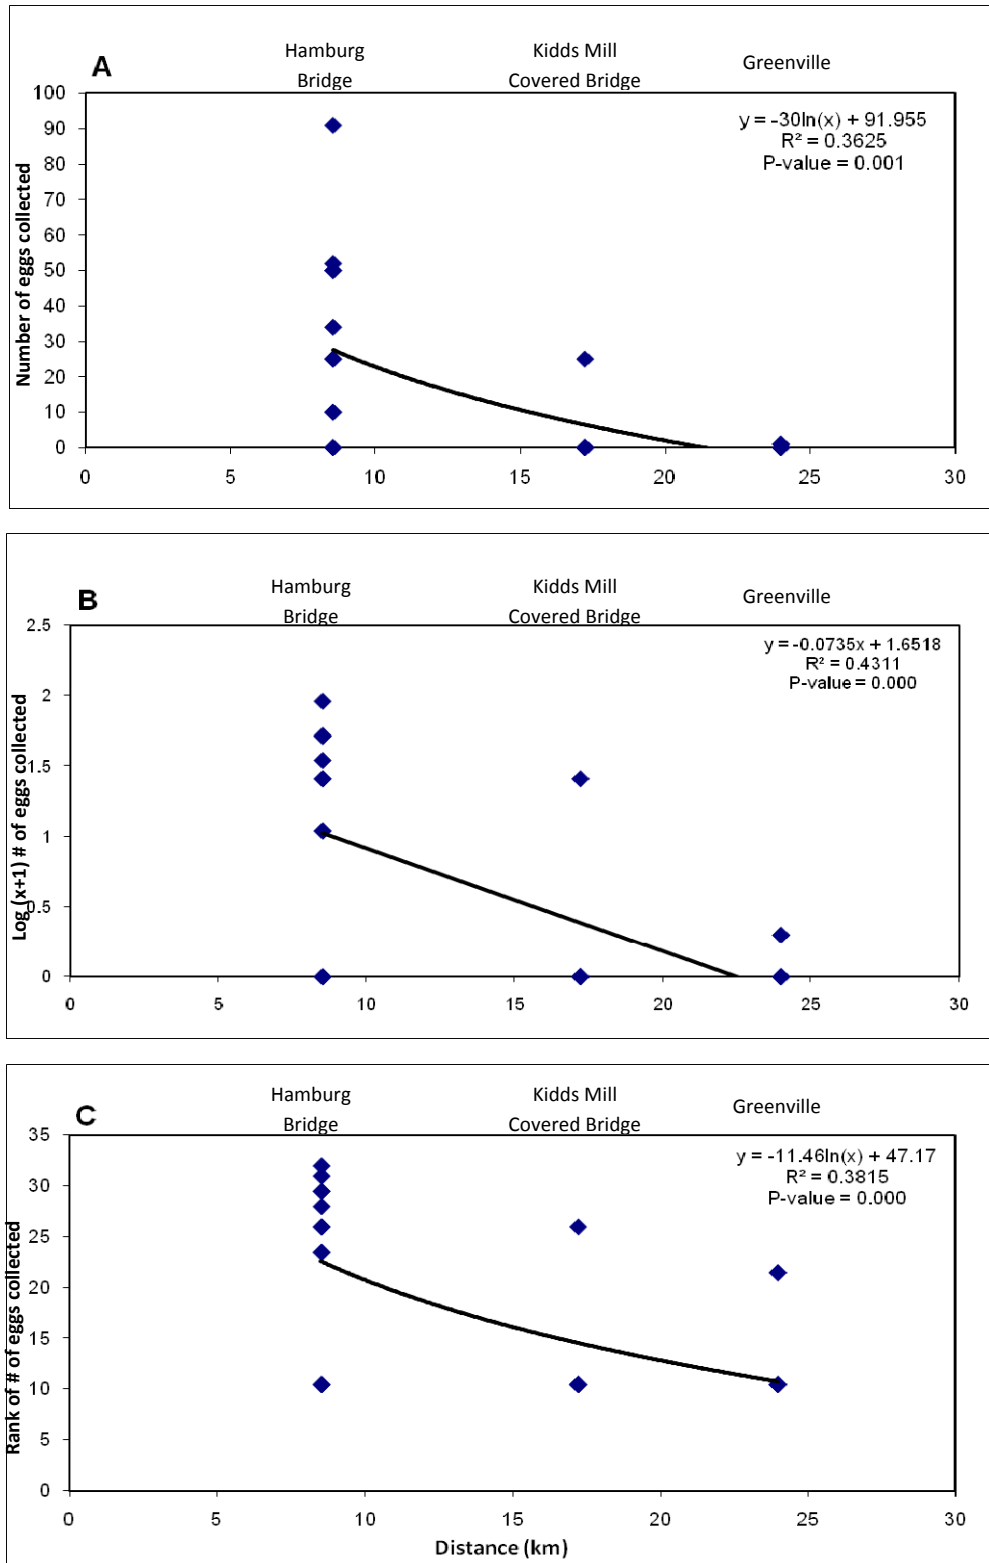 A
Hamburg
Bridge
Kidds Mill
Covered Bridge
Greenville
y = -30ln(x) + 91.955
R² = 0.3625
P-value = 0.001
Number of eggs collected
100
90
80
70
60
50
40
30
20
10
0
0 5 10 15 20 25 30
B
Hamburg
Bridge
Kidds Mill
Covered Bridge
Greenville
y = -0.0735x + 1.6518
R² = 0.4311
P-value = 0.000
Log (x+1) # of eggs collected
2.5
2
1.5
1
0.5
0
0 5 10 15 20 25 30
C
Hamburg
Bridge
Kidds Mill
Covered Bridge
Greenville
y = -11.46ln(x) + 47.17
R² = 0.3815
P-value = 0.000
Rank of # of eggs collected
35
30
25
20
15
10
5
0
0 5 10 15 20 25 30
Distance (km)